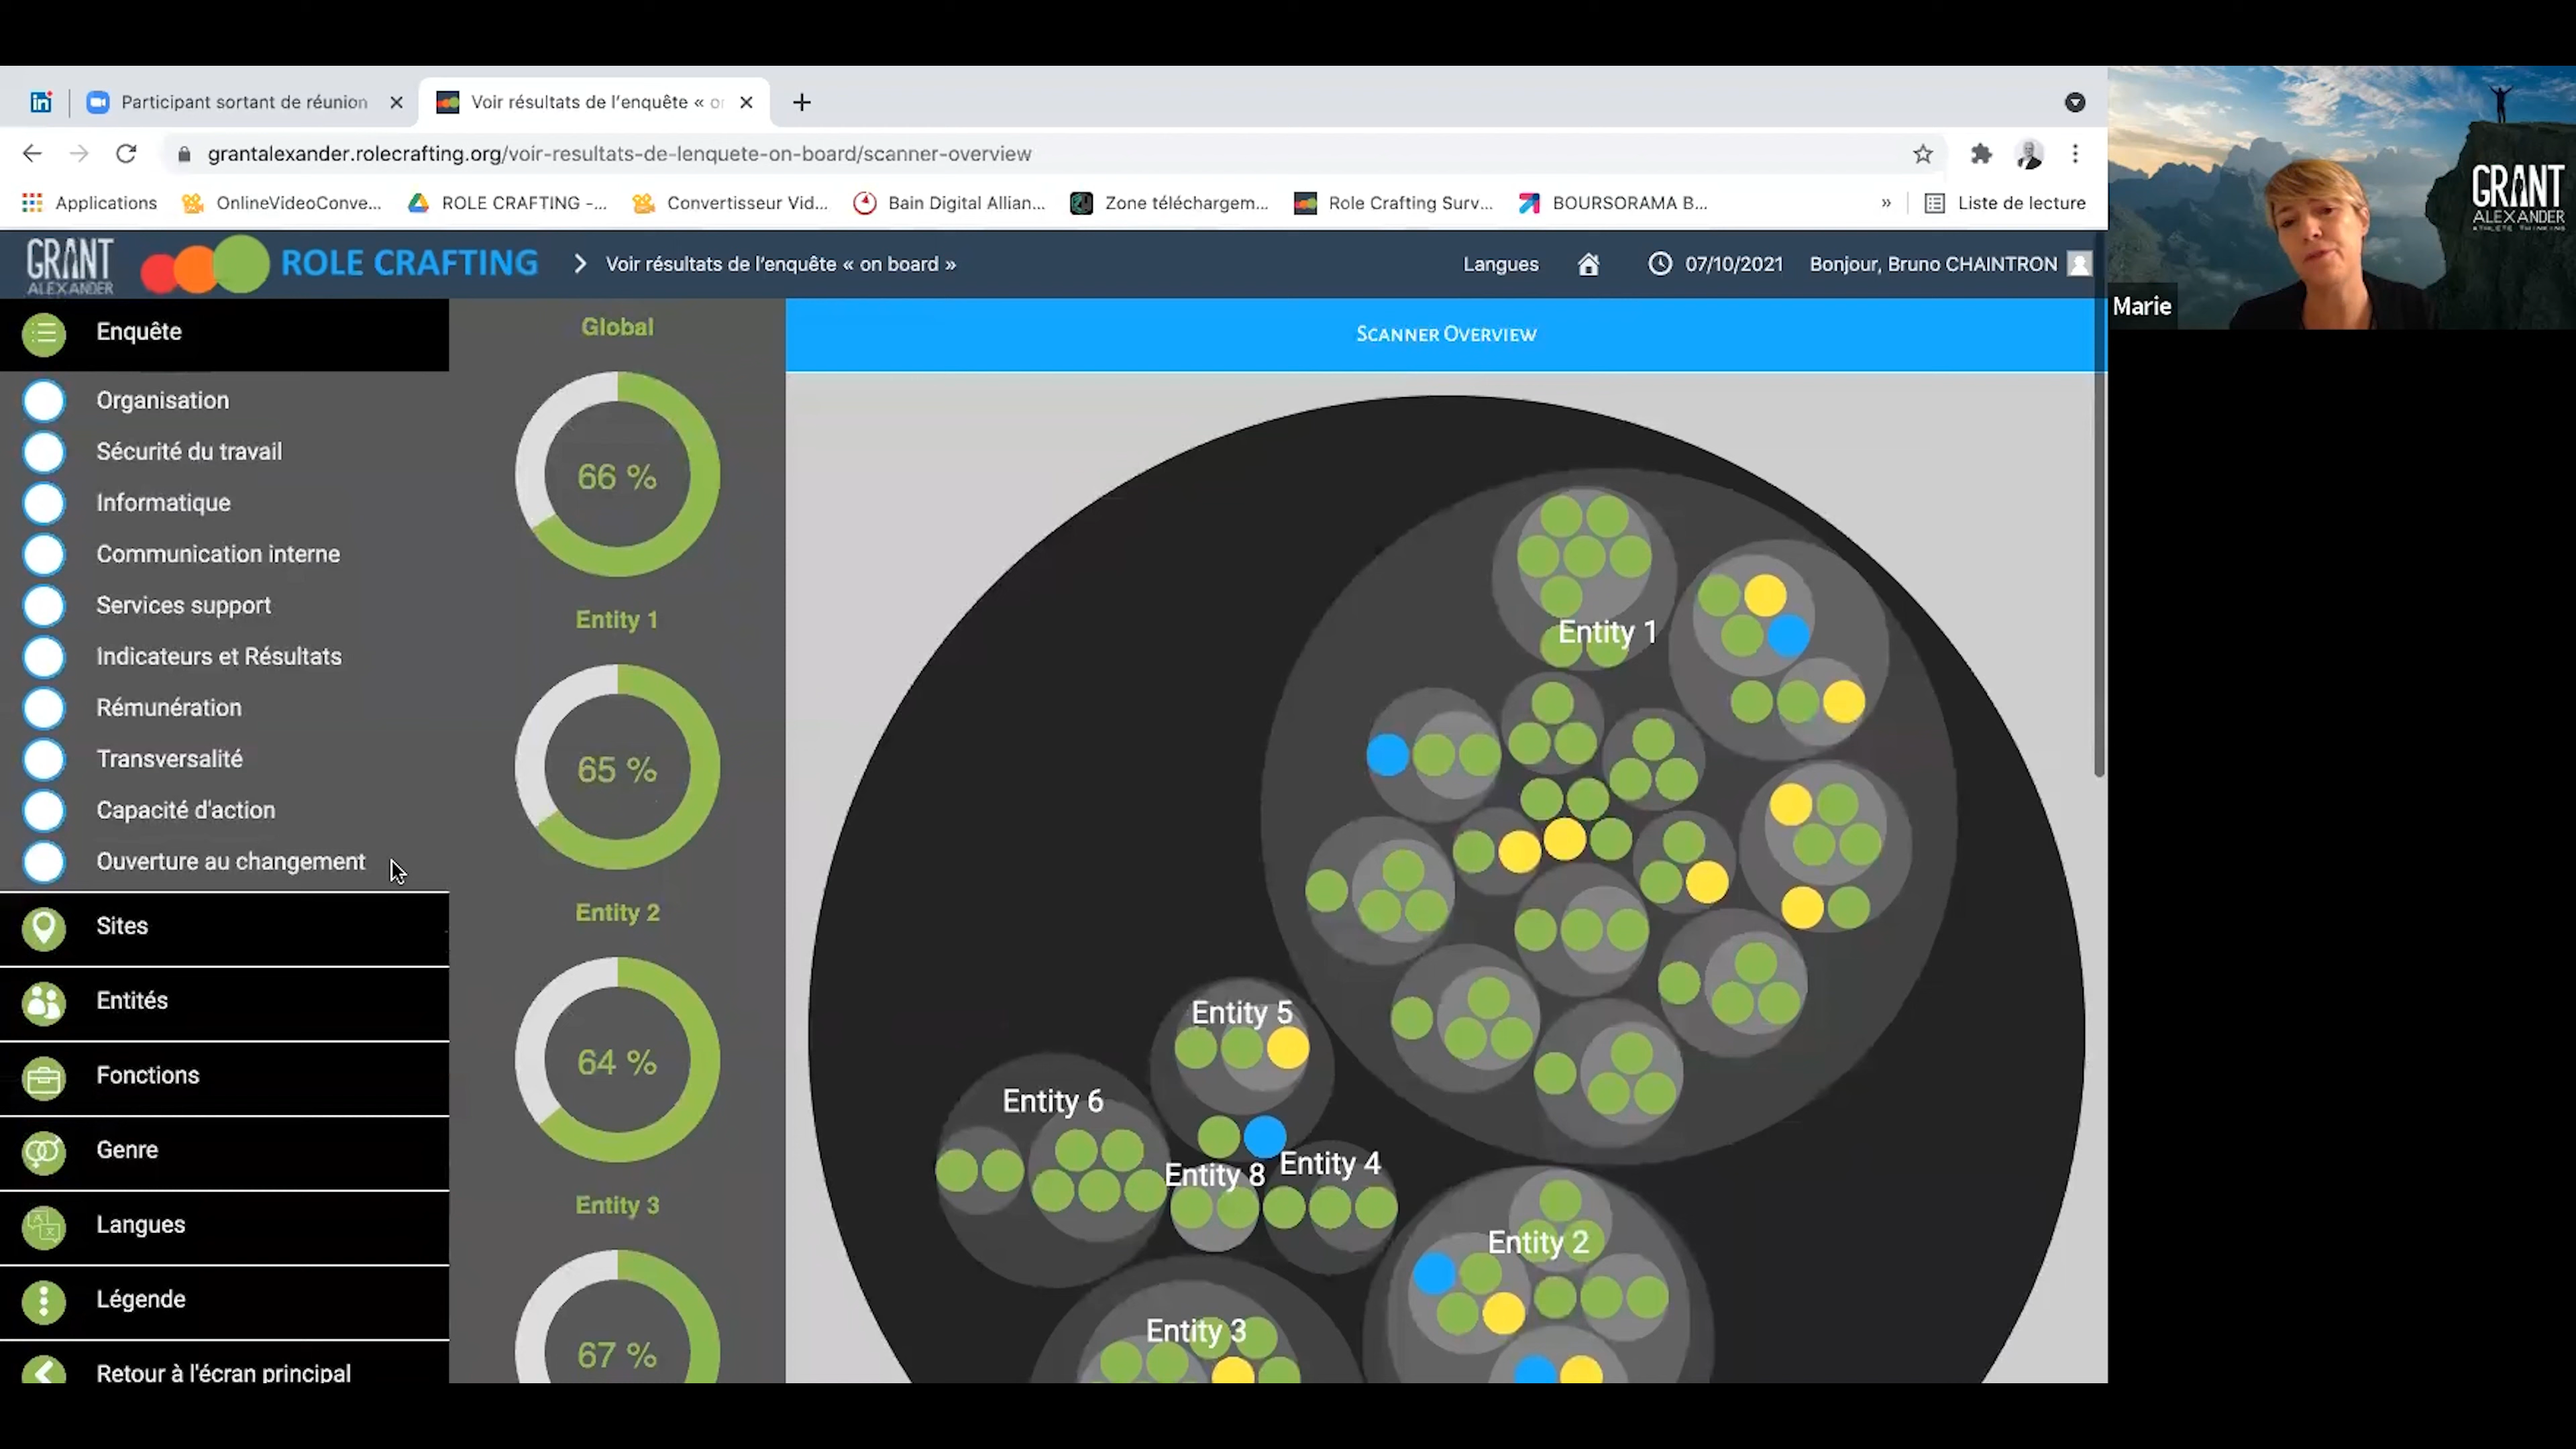 Participant sortant de réunion
Voir résultats de l'enquête « o
grantalexander.rolecrafting.org/voir-resultats-de-lenquete-on-board/scanner-overview
Applications
OnlineVideoConve...
ROLE CRAFTING -...
Convertisseur Vid...
Bain Digital Allian...
Zone téléchargem...
Role Crafting Surv...
BOURSORAMA B...
»
Liste de lecture
GRANT
ALEXANDER
ROLE CRAFTING
Voir résultats de l'enquête « on board »
Langues
07/10/2021
Bonjour, Bruno CHAINTRON
GRANT
ALEXANDER
ATHLETE THINKING
Marie
Enquête
Organisation
Sécurité du travail
Informatique
Communication interne
Services support
Indicateurs et Résultats
Rémunération
Transversalité
Capacité d'action
Ouverture au changement
Sites
Entités
Fonctions
Genre
Langues
Légende
Retour à l'écran principal
Global
66 %
Entity 1
65 %
Entity 2
64 %
Entity 3
67 %
Scanner Overview
Entity 1
Entity 5
Entity 6
Entity 8
Entity 4
Entity 2
Entity 3